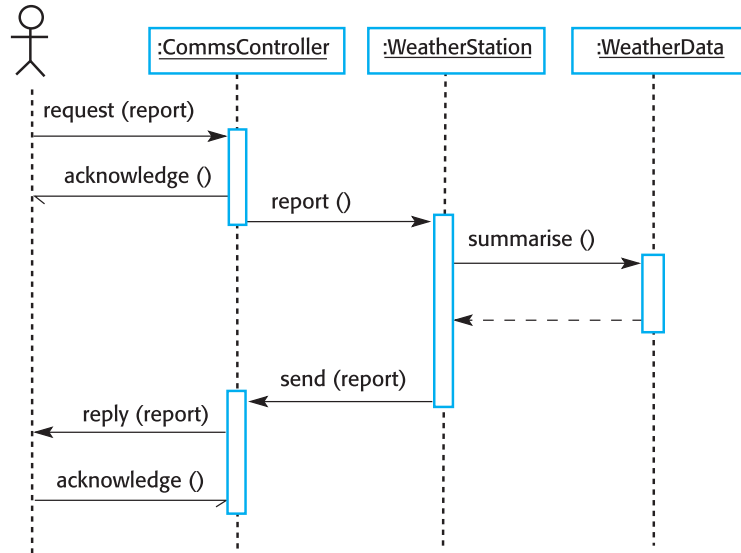 :CommsController
:WeatherStation
:WeatherData
request (report)
acknowledge ()
report ()
summarise ()
send (report)
reply (report)
acknowledge ()